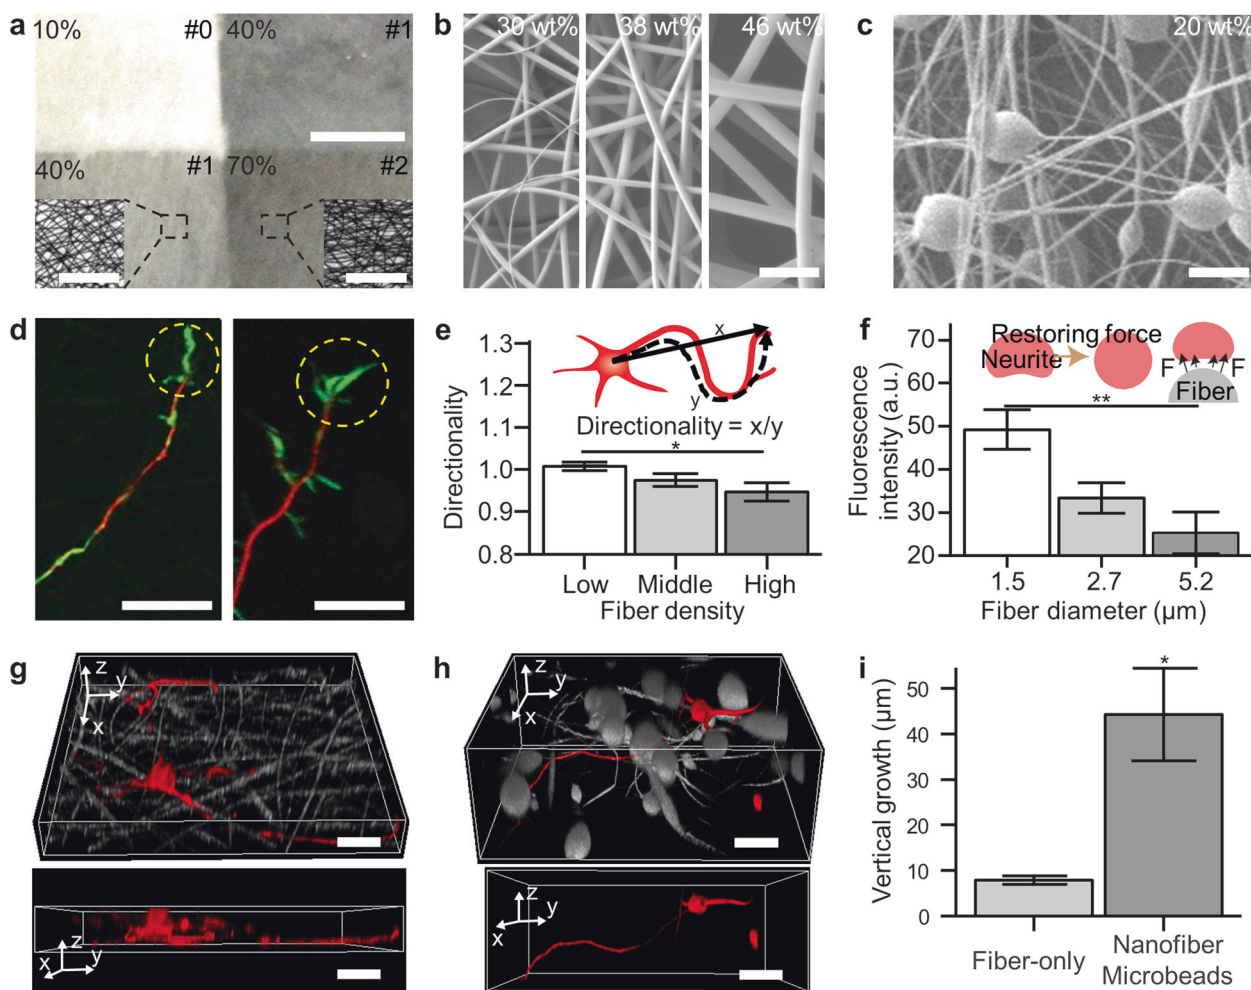 a
10%
#0
40%
#1
40%
#1
70%
#2
b
30 wt%
38 wt%
46 wt%
c
20 wt%
d
e
Directionality
1.3
1.2
1.1
1.0
0.9
0.8
x
y
Directionality = x/y
*
Low
Middle
High
Fiber density
f
Fluorescence
intensity (a.u.)
70
60
50
40
30
20
Restoring force
Neurite
F
F
Fiber
**
1.5
2.7
5.2
Fiber diameter (µm)
g
z
y
x
z
y
x
h
z
y
x
z
y
x
i
Vertical growth (µm)
50
40
30
20
10
0
*
Fiber-only
Nanofiber
Microbeads